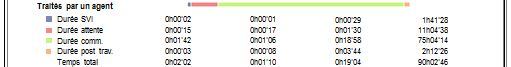 Traités par un agent
Durée SVI 0h00'02 0h00'01 0h00'29 1h41'28
Durée attente 0h00'15 0h00'17 0h01'30 11h04'38
Durée comm. 0h01'42 0h01'06 0h18'58 75h04'14
Durée post trav. 0h00'03 0h00'08 0h03'44 2h12'26
Temps total 0h02'02 0h01'10 0h19'04 90h02'46